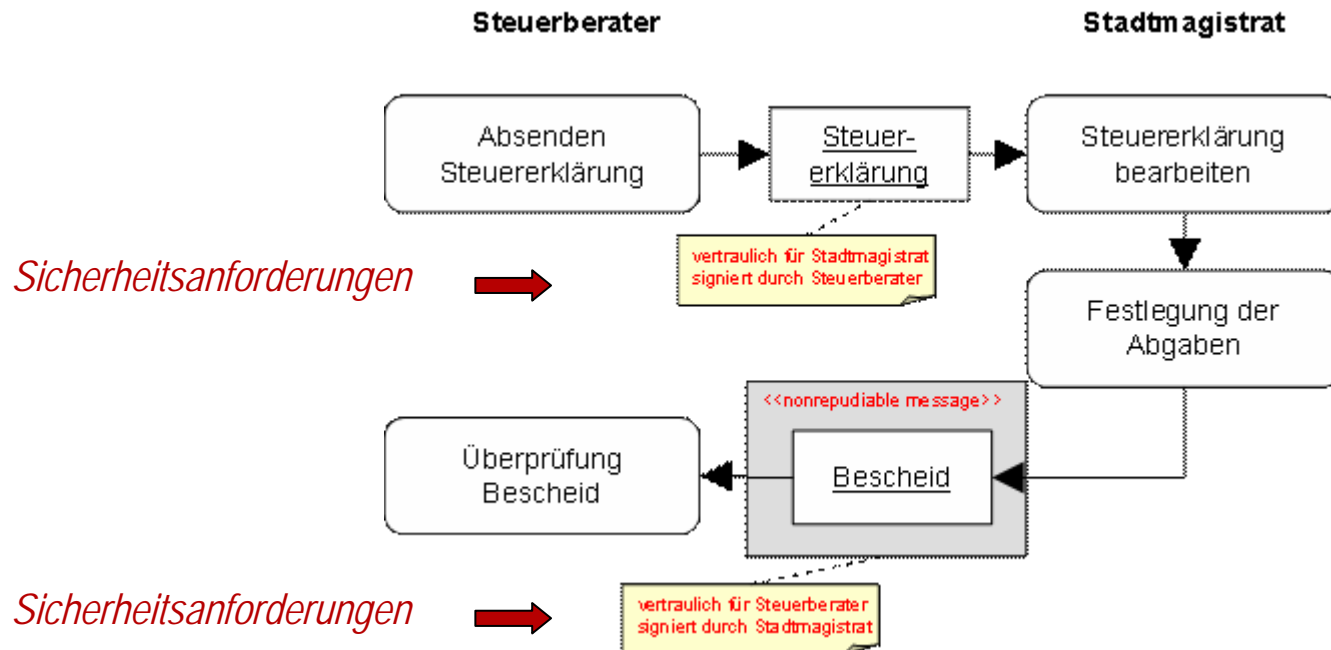 Steuerberater
Stadtmagistrat
Absenden
Steuererklärung
Steuer-
erklärung
Steuererklärung
bearbeiten
Sicherheitsanforderungen
vertraulich für Stadtmagistrat
signiert durch Steuerberater
Festlegung der
Abgaben
<<nonrepudiable message>>
Bescheid
Überprüfung
Bescheid
Sicherheitsanforderungen
vertraulich für Steuerberater
signiert durch Stadtmagistrat